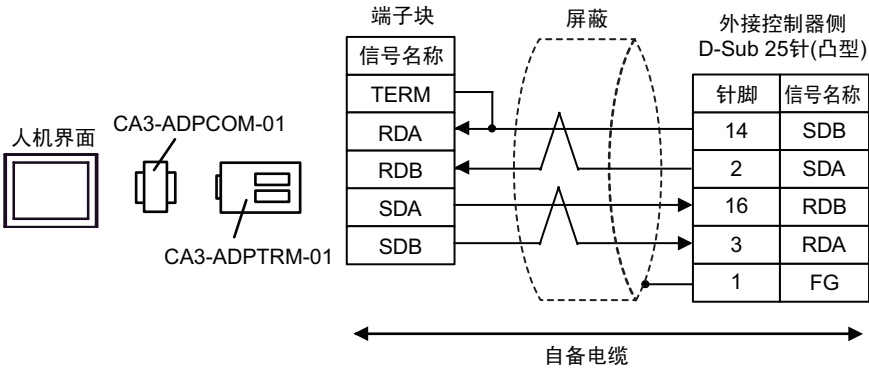 端子块
屏蔽
外接控制器侧
D-Sub 25针(凸型)
信号名称
TERM
RDA
RDB
SDA
SDB
针脚 信号名称
14 SDB
2 SDA
16 RDB
3 RDA
1 FG
人机界面
CA3-ADPCOM-01
CA3-ADPTRM-01
自备电缆